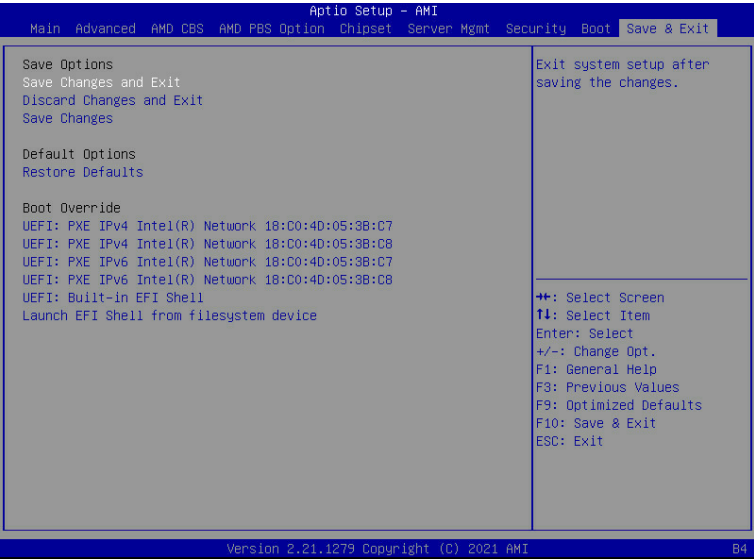 Aptio Setup – AMI
Main Advanced AMD CBS AMD PBS Option Chipset Server Mgmt Security Boot Save & Exit
Save Options
Save Changes and Exit
Discard Changes and Exit
Save Changes
Default Options
Restore Defaults
Boot Override
UEFI: PXE IPv4 Intel(R) Network 18:C0:4D:05:3B:C7
UEFI: PXE IPv4 Intel(R) Network 18:C0:4D:05:3B:C8
UEFI: PXE IPv6 Intel(R) Network 18:C0:4D:05:3B:C7
UEFI: PXE IPv6 Intel(R) Network 18:C0:4D:05:3B:C8
UEFI: Built-in EFI Shell
Launch EFI Shell from filesystem device
Exit system setup after
saving the changes.
→←: Select Screen
↑↓: Select Item
Enter: Select
+/-: Change Opt.
F1: General Help
F3: Previous Values
F9: Optimized Defaults
F10: Save & Exit
ESC: Exit
Version 2.21.1279 Copyright (C) 2021 AMI
B4